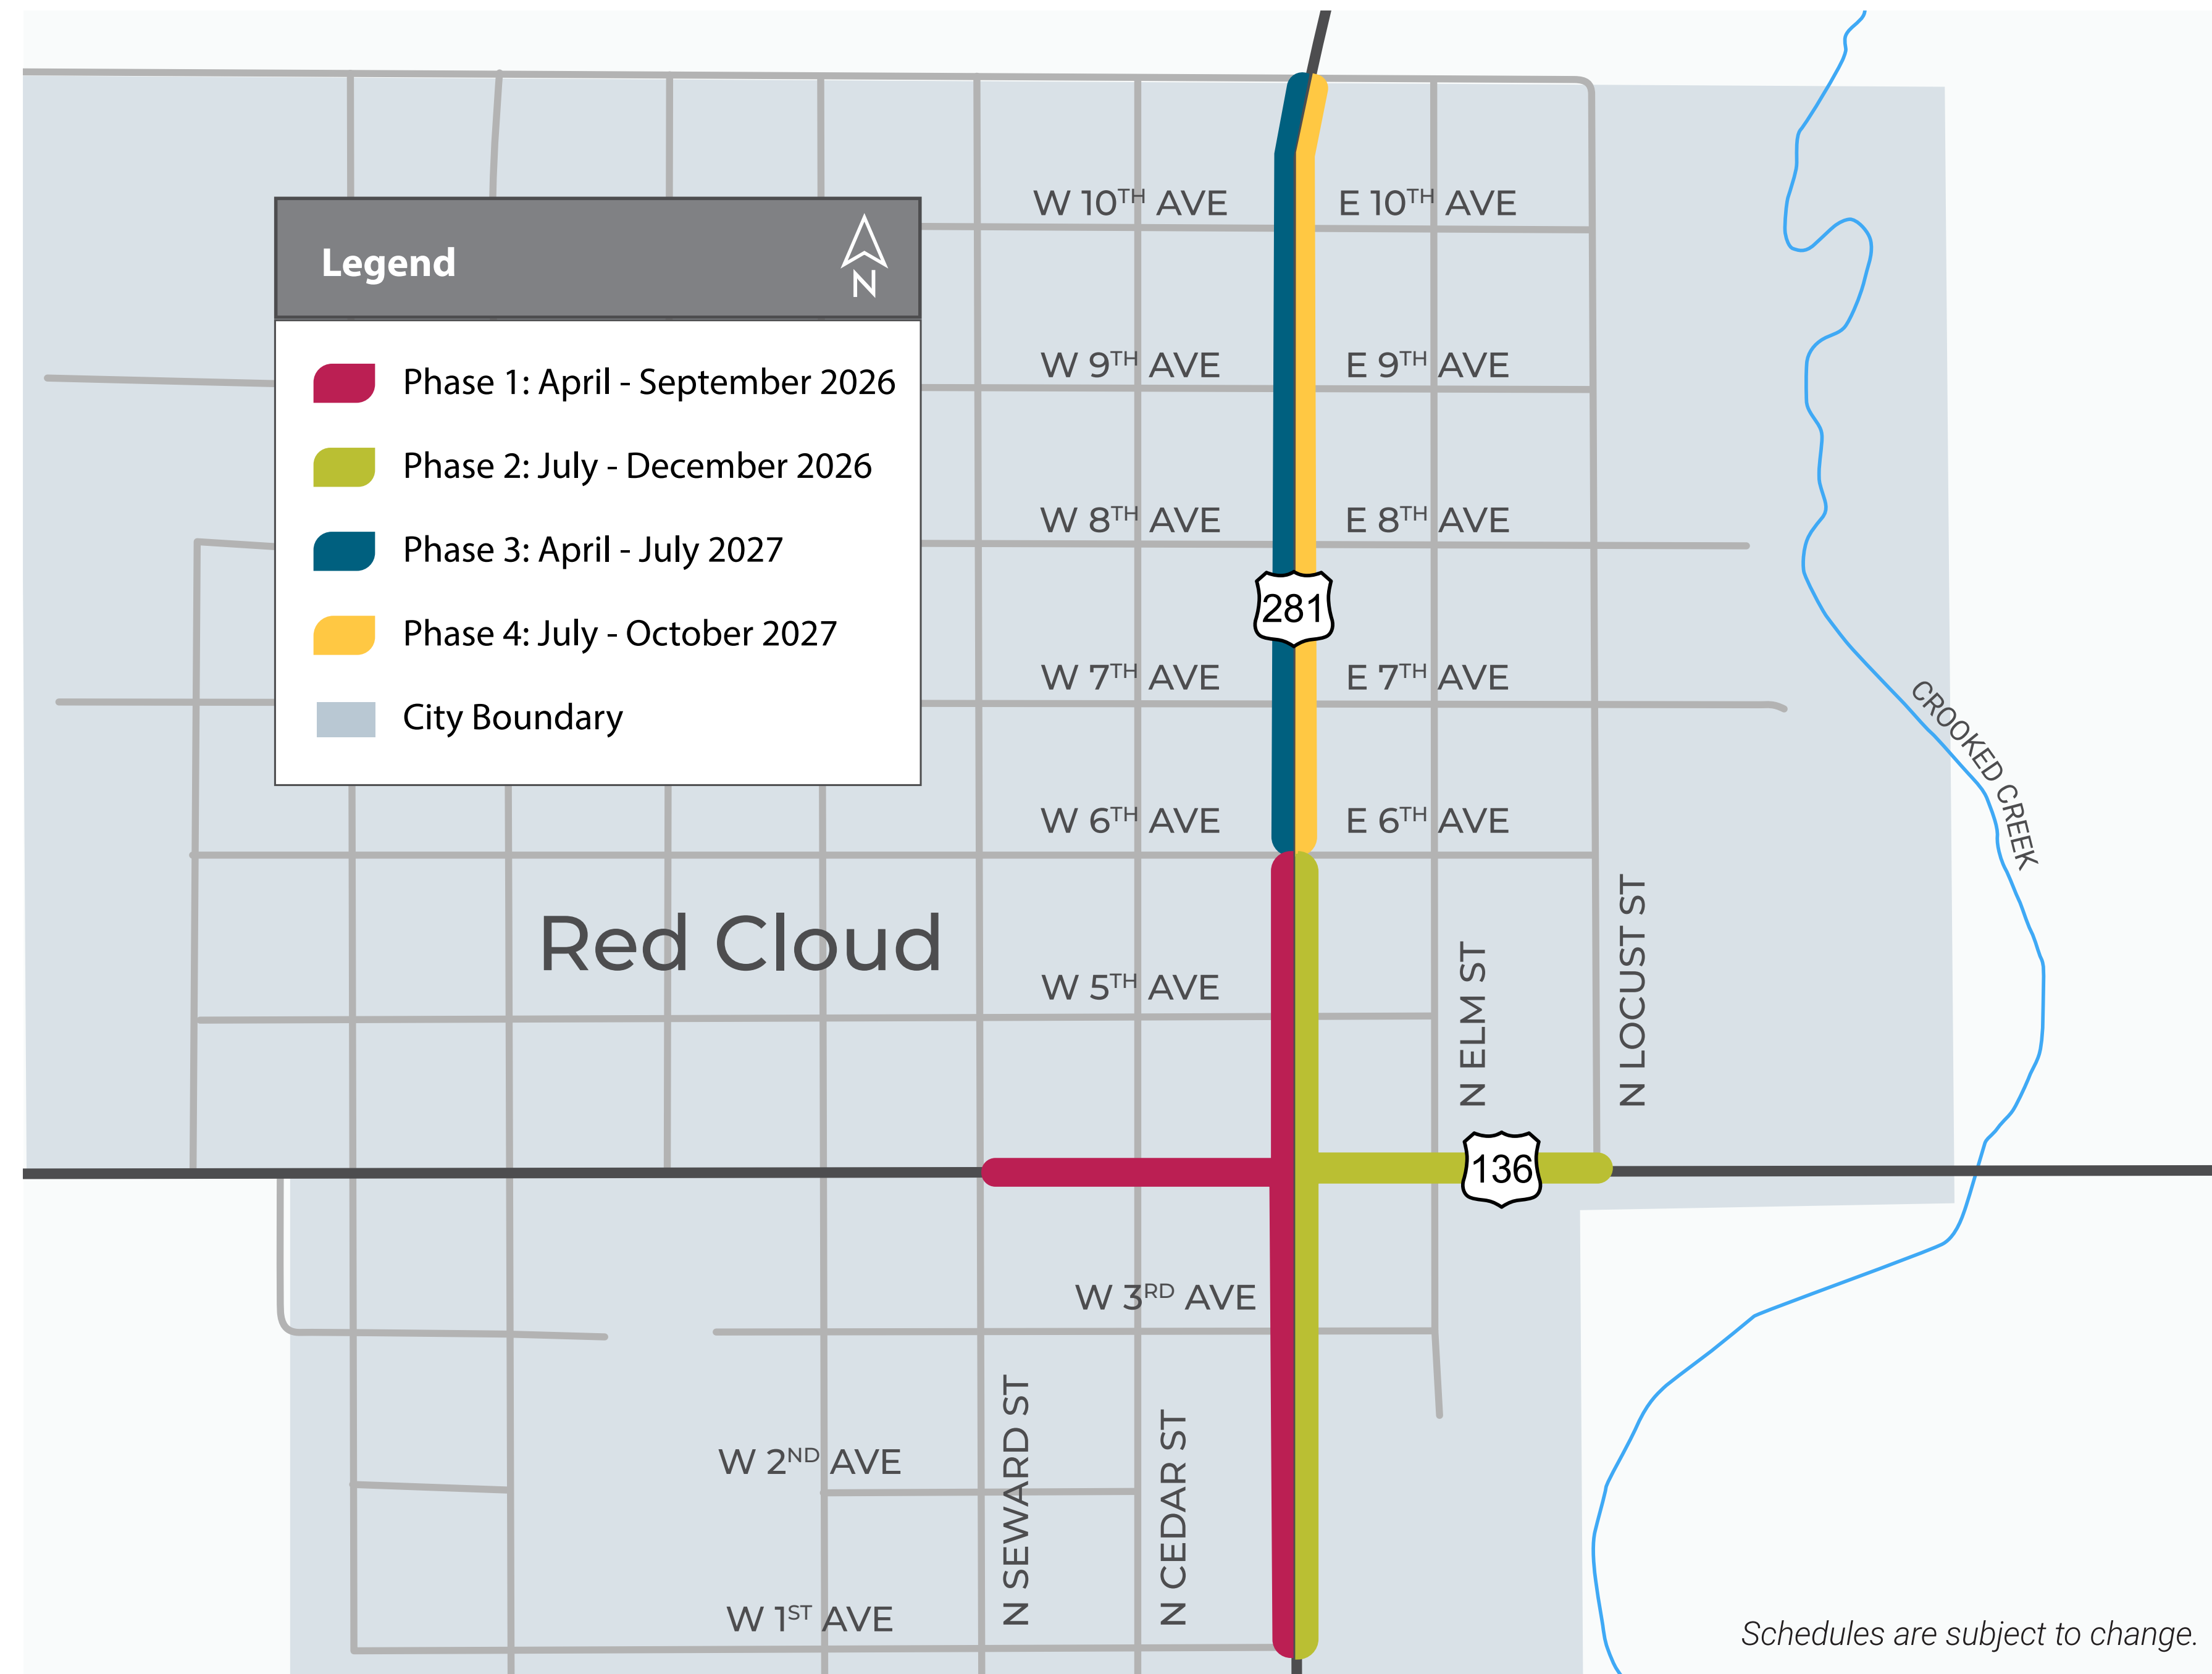 W 10TH AVE
E 10TH AVE
Legend
N
W 9TH AVE
E 9TH AVE
Phase 1: April - September 2026
Phase 2: July - December 2026
W 8TH AVE
E 8TH AVE
Phase 3: April - July 2027
281
Phase 4: July - October 2027
W 7TH AVE
E 7TH AVE
City Boundary
CROOKED CREEK
W 6TH AVE
E 6TH AVE
Red Cloud
W 5TH AVE
N ELM ST
N LOCUST ST
136
W 3RD AVE
W 2ND AVE
N SEWARD ST
N CEDAR ST
W 1ST AVE
Schedules are subject to change.